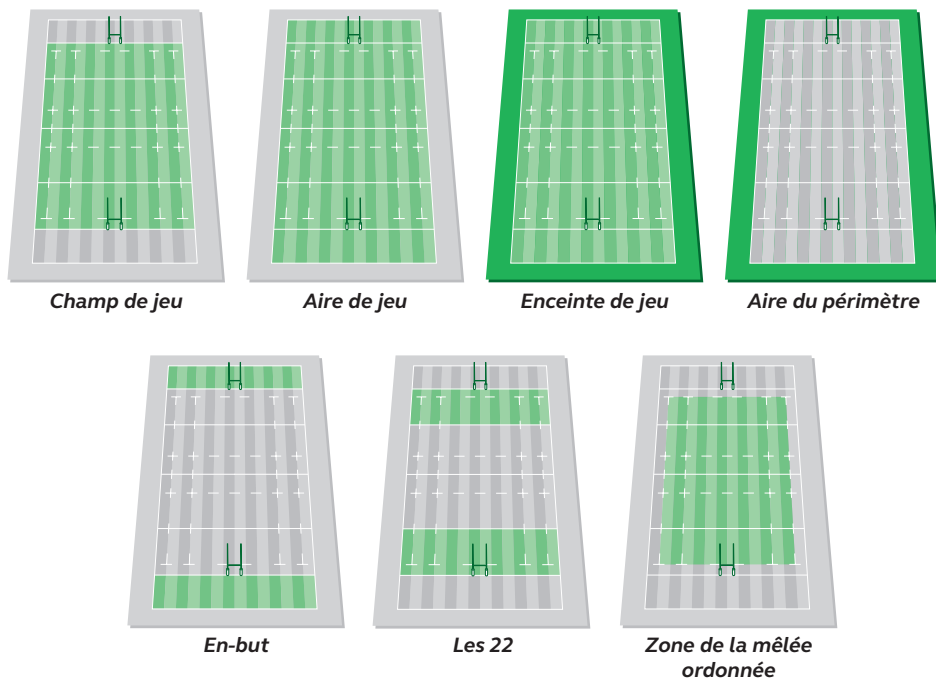 Champ de jeu
Aire de jeu
Enceinte de jeu
Aire du périmètre
En-but
Les 22
Zone de la mêlée
ordonnée